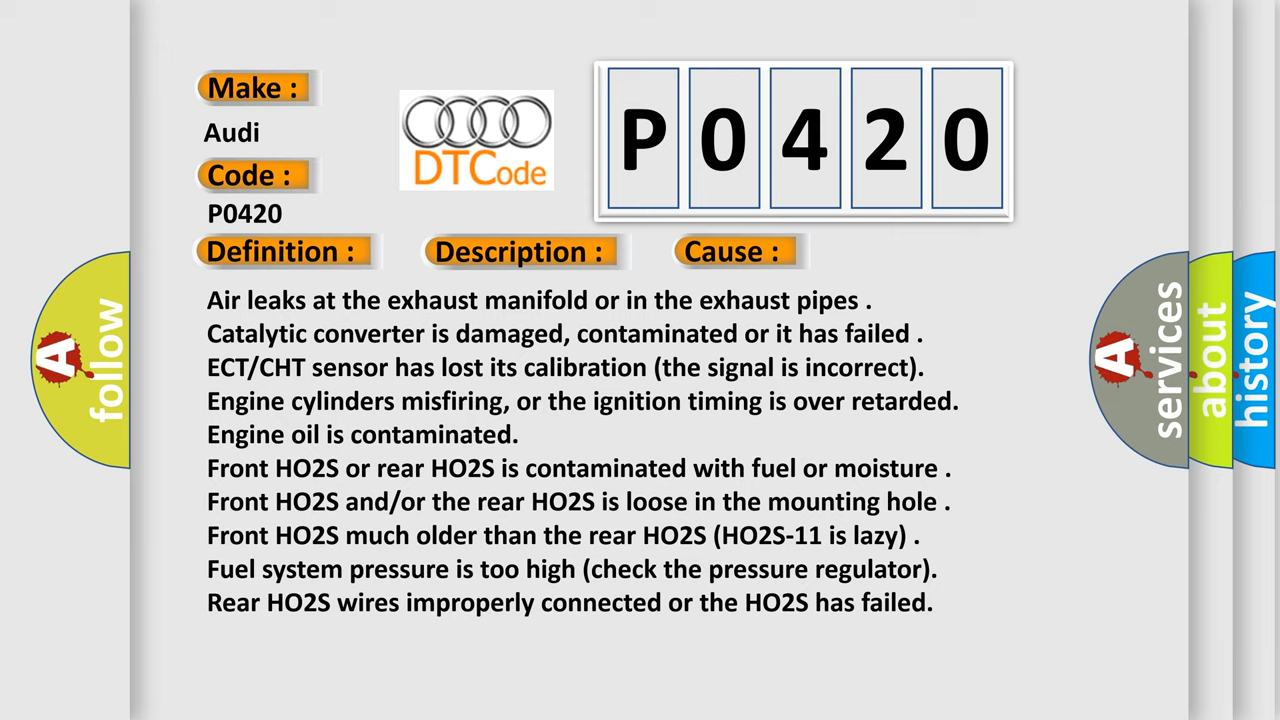 Make :
Audi
Code :
P0420
DTCode
P0420
Definition :
Description :
Cause :
Air leaks at the exhaust manifold or in the exhaust pipes .
Catalytic converter is damaged, contaminated or it has failed .
ECT/CHT sensor has lost its calibration (the signal is incorrect).
Engine cylinders misfiring, or the ignition timing is over retarded.
Engine oil is contaminated.
Front HO2S or rear HO2S is contaminated with fuel or moisture .
Front HO2S and/or the rear HO2S is loose in the mounting hole .
Front HO2S much older than the rear HO2S (HO2S-11 is lazy) .
Fuel system pressure is too high (check the pressure regulator).
Rear HO2S wires improperly connected or the HO2S has failed.
A follow
A services
about
history